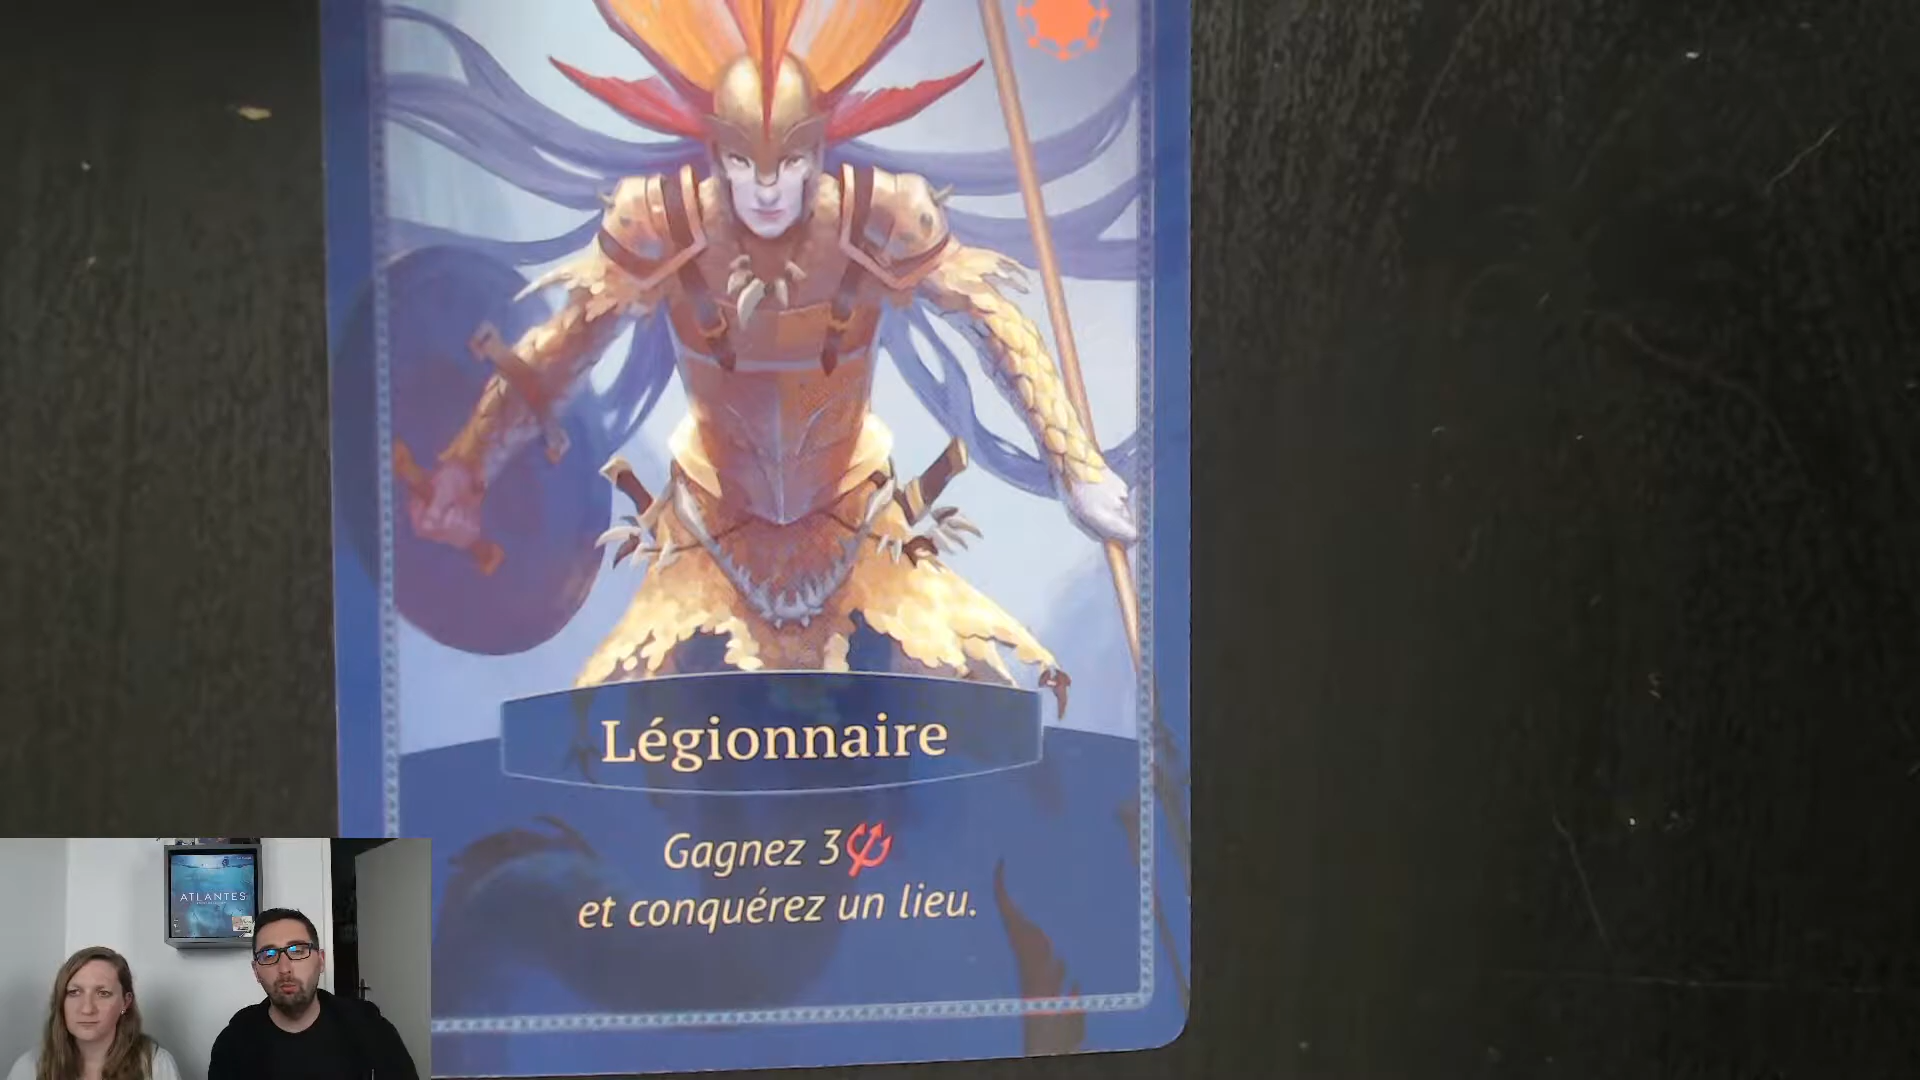 Légionnaire
Gagnez 3
et conquérez un lieu.
ATLANTES